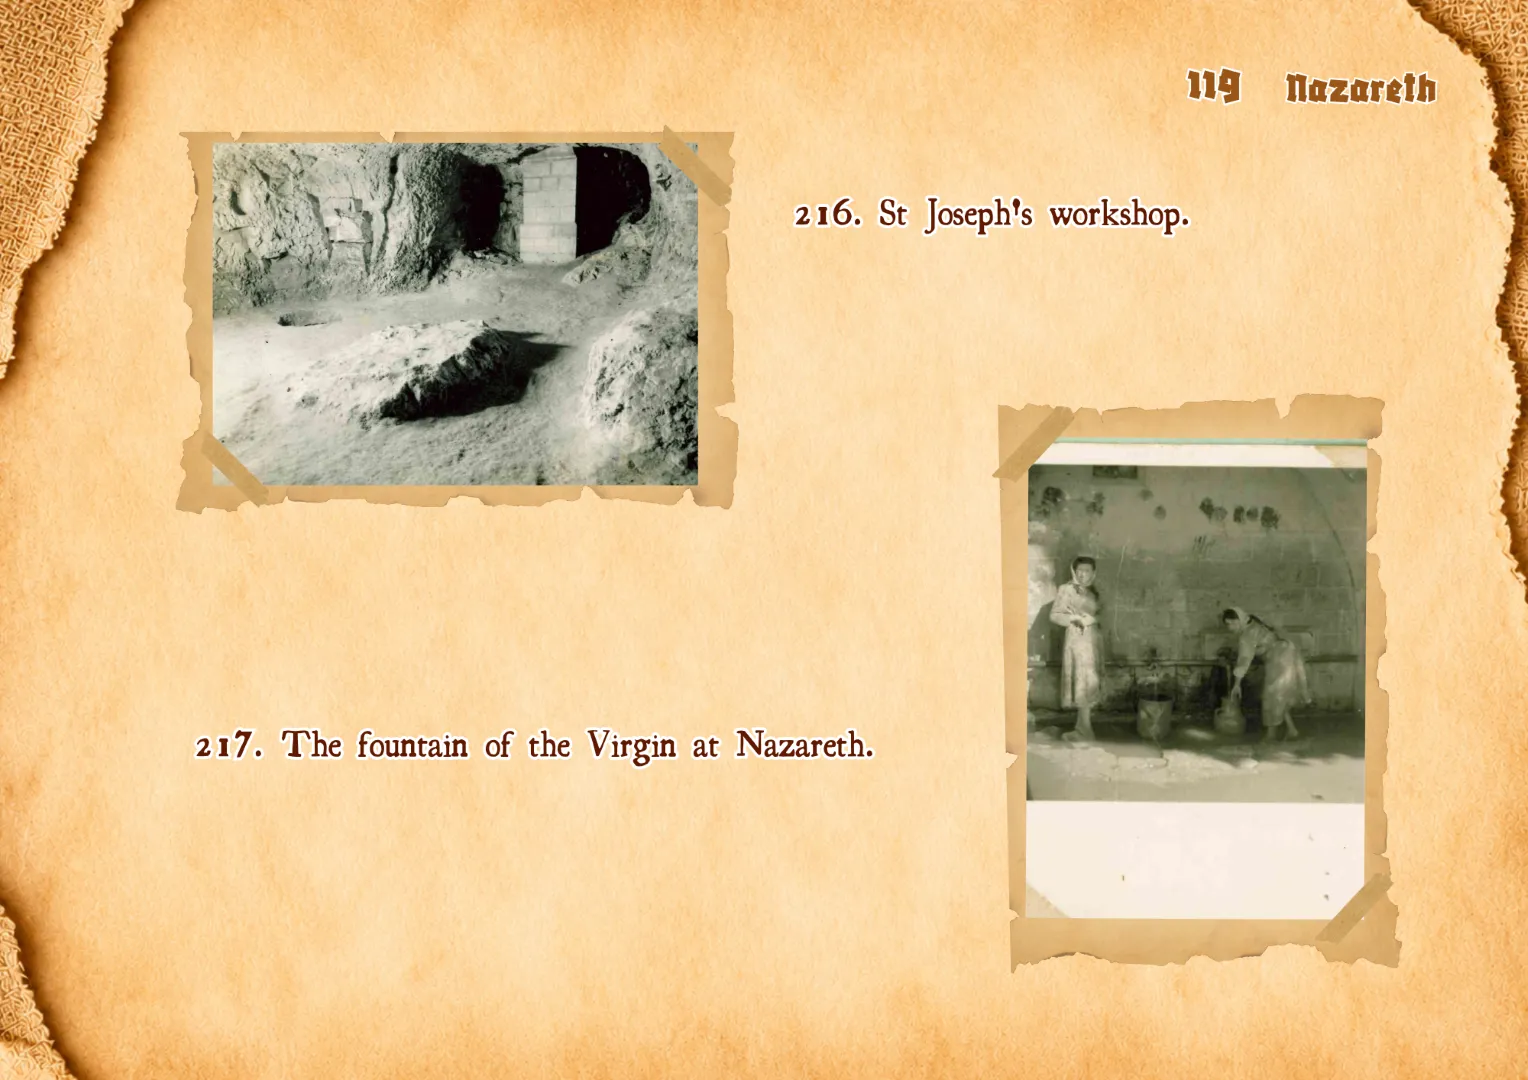 119 Nazareth
216. St Joseph's workshop.
217. The fountain of the Virgin at Nazareth.